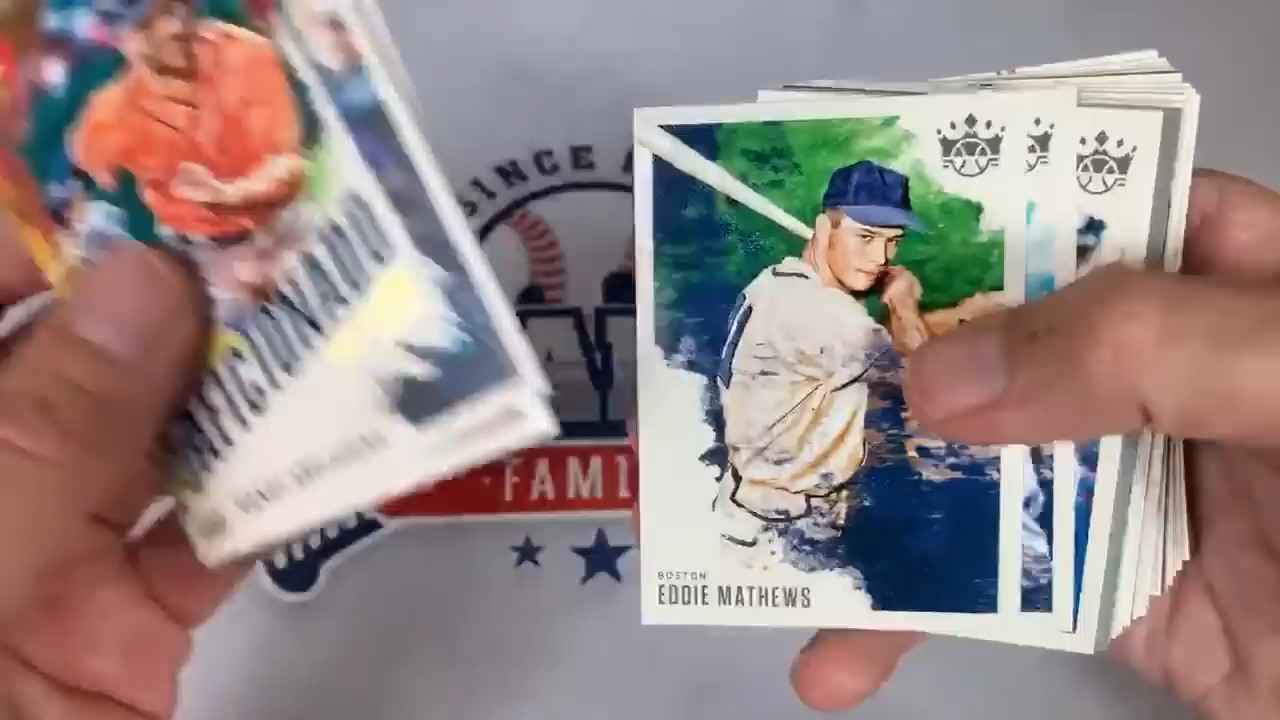 SINCE
FAMI
AFICIONADO
BOSTON
EDDIE MATHEWS